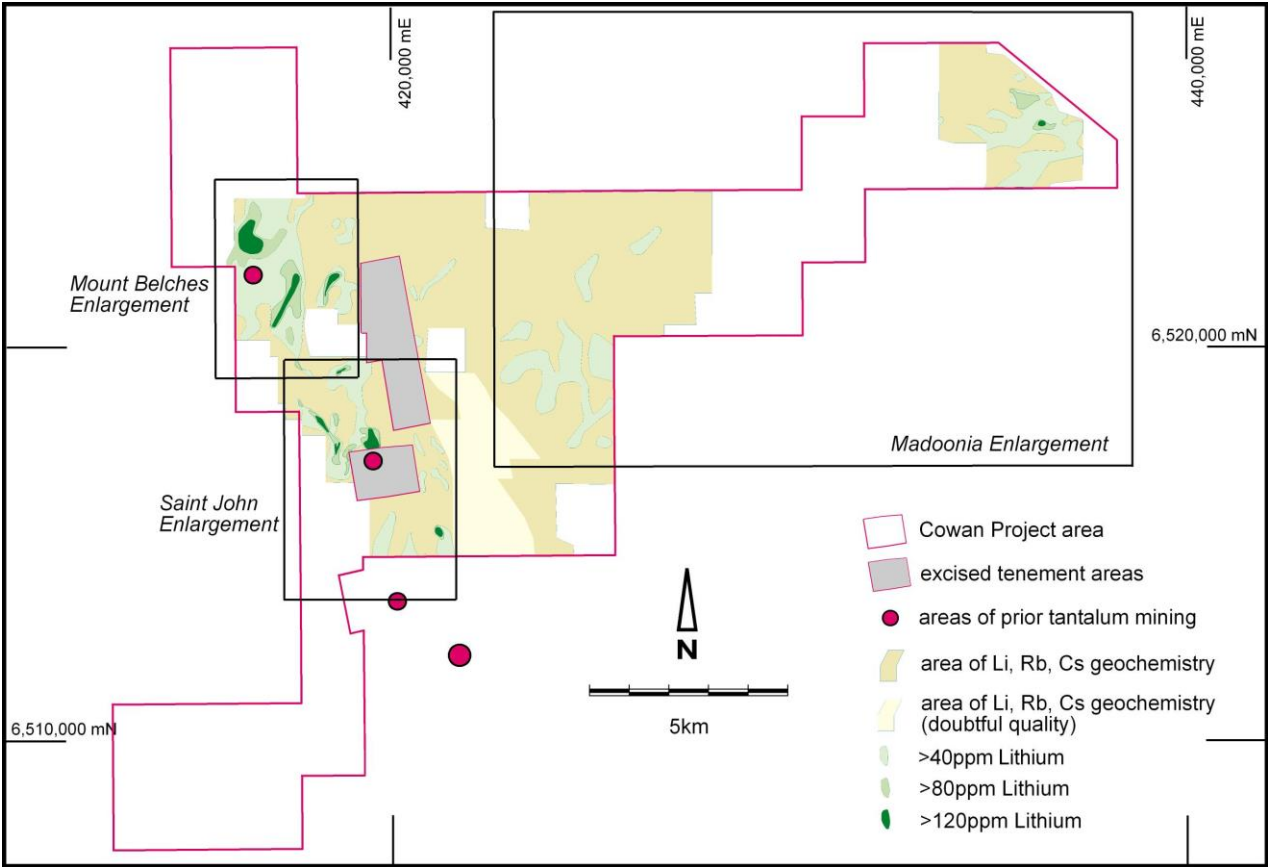 420,000 mE
440,000 mE
Mount Belches
Enlargement
6,520,000 mN
Madoonia Enlargement
Saint John
Enlargement
Cowan Project area
excised tenement areas
areas of prior tantalum mining
area of Li, Rb, Cs geochemistry
area of Li, Rb, Cs geochemistry
(doubtful quality)
>40ppm Lithium
>80ppm Lithium
>120ppm Lithium
N
5km
6,510,000 mN